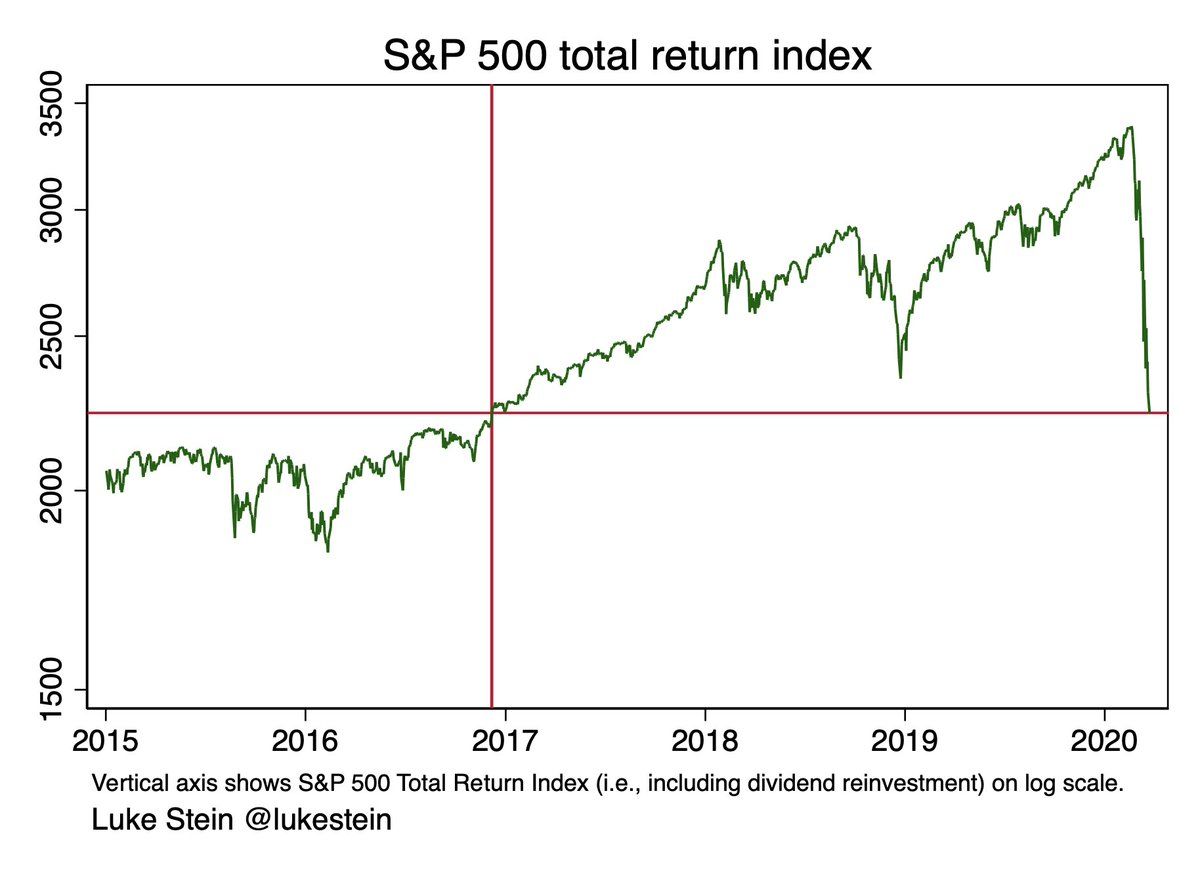 S&P 500 total return index
3500
3000
2500
2000
1500
2015 2016 2017 2018 2019 2020
Vertical axis shows S&P 500 Total Return Index (i.e., including dividend reinvestment) on log scale.
Luke Stein @lukestein